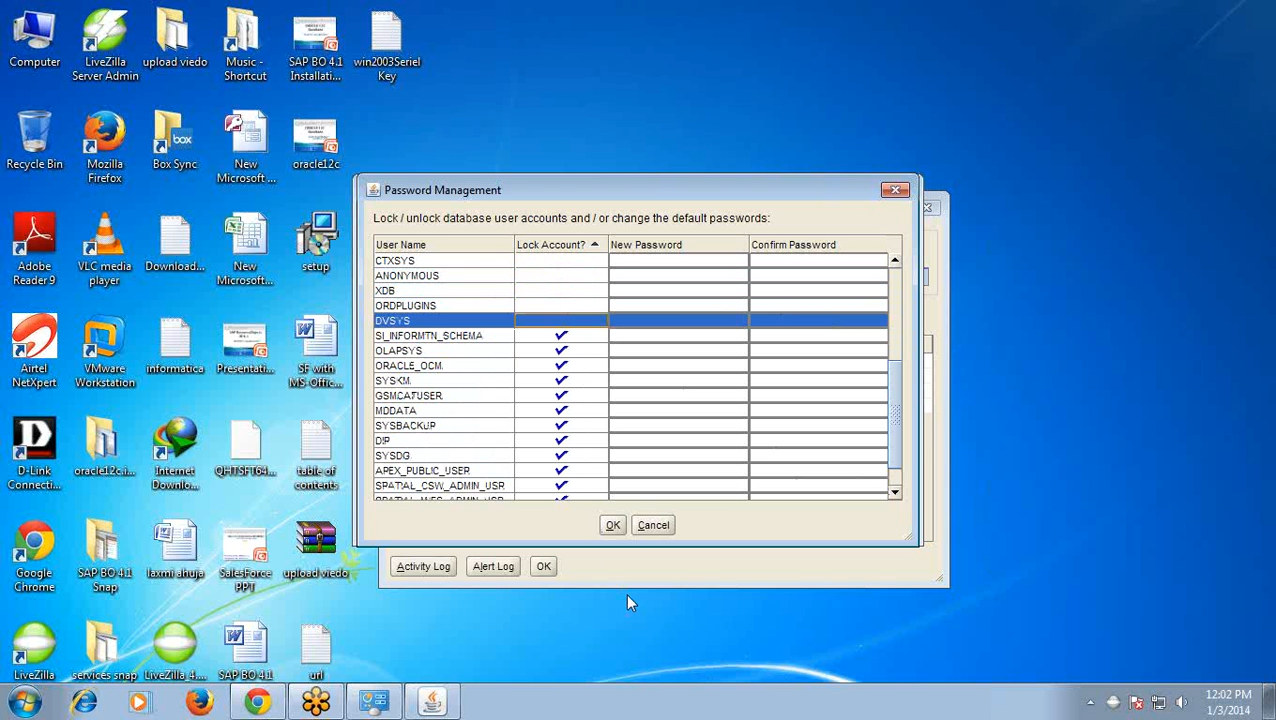 Computer
LiveZilla
Server Admin
upload viedo
Music -
Shortcut
SAP BO 4.1
Installati...
win2003Seriel
Key
Recycle Bin
Mozilla
Firefox
box
Box Sync
New
Microsoft ...
oracle12c
Adobe
Reader 9
VLC media
player
Download...
New
Microsoft...
setup
Airtel
NetXpert
VMware
Workstation
informatica
Presentati...
SF with
MS-Offic...
D-Link
Connecti...
oracle12c.i...
Internet
Downlo...
QHTSFT64...
table of
contents
Google
Chrome
SAP BO 4.1
Snap
laxmi ahuja
SalesForce
PPT
upload viedo
LiveZilla
services snap
LiveZilla_4....
SAP BO 4.1
url
Password Management
Lock / unlock database user accounts and / or change the default passwords:
User Name Lock Account? New Password Confirm Password
CTXSYS
ANONYMOUS
XDB
ORDPLUGINS
DVSYS
SI_INFORMTN_SCHEMA
OLAPSYS
ORACLE_OCM
SYSKM
GSMCATUSER
MDDATA
SYSBACKUP
DIP
SYSDG
APEX_PUBLIC_USER
SPATIAL_CSW_ADMIN_USR
OK Cancel
Activity Log Alert Log OK
12:02 PM
1/3/2014